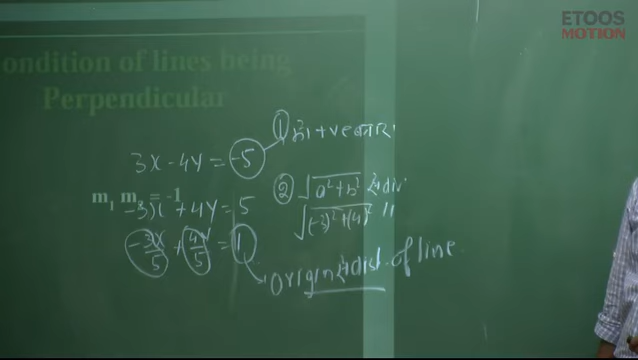 ETOOS
MOTION
ondition of lines being
Perpendicular
① +ve बनाना
3x - 4y = -5
② √a²+b² से div
m₁ m = -1
-3x + 4y = 5
√(-3)²+(4)² "
-3x/5 + 4y/5 = 1
origin से dist. of line